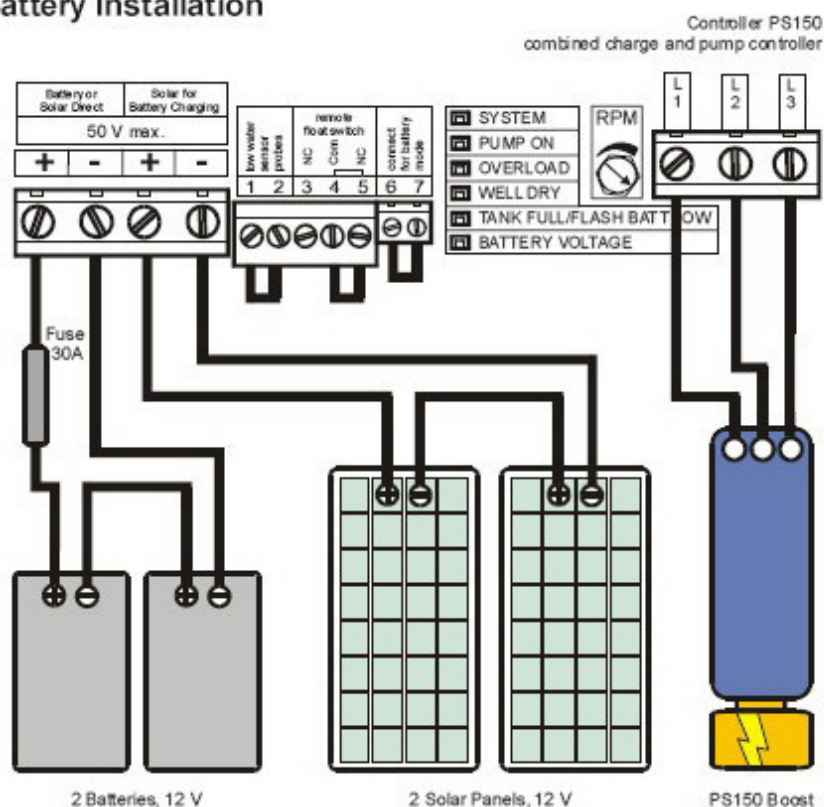 attery Installation
Controller PS150
combined charge and pump controller
Battery or
Solar Direct
Solar for
Battery Charging
50 V max.
+ - + -
low water
sensor
probes
remote
float switch
NC Com NC
connect
for battery
mode
1 2 3 4 5 6 7
SYSTEM
PUMP ON
OVERLOAD
WELL DRY
TANK FULL/FLASH BATT OW
BATTERY VOLTAGE
RPM
L
1
L
2
L
3
Fuse
30A
2 Batteries, 12 V
2 Solar Panels, 12 V
PS150 Boost